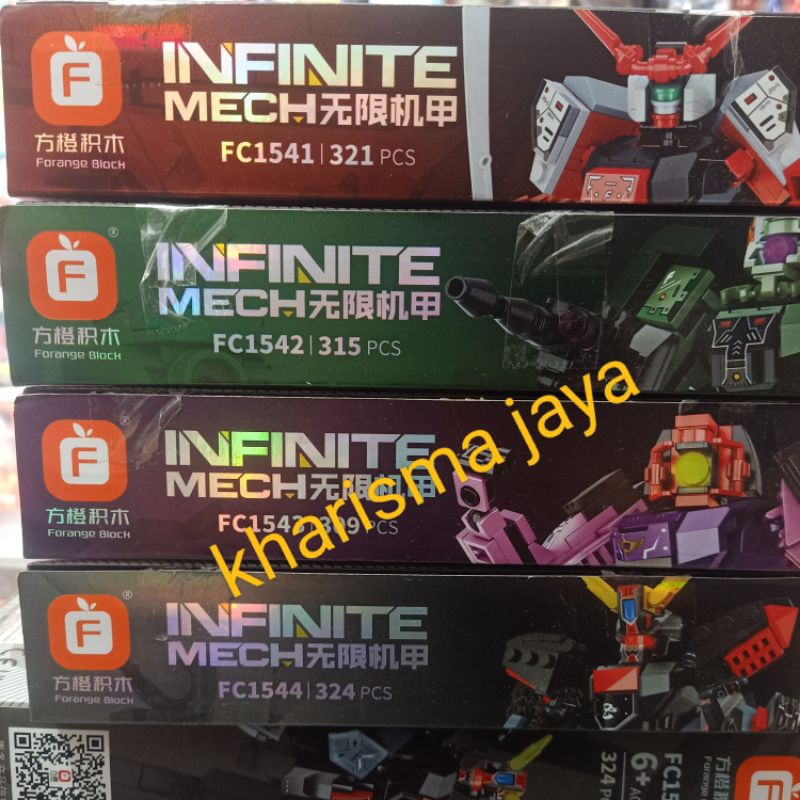 F
方橙积木
Forange Block
INFINITE
MECH无限机甲
FC1541 | 321 PCS
F
®
方橙积木
Forange Block
INFINITE
MECH无限机甲
FC1542 | 315 PCS
F
®
方橙积木
Forange Block
INFINITE
MECH无限机甲
FC1543 | 309 PCS
kharisma jaya
F
®
方橙积木
Forange Block
INFINITE
MECH无限机甲
FC1544 | 324 PCS
6+
324